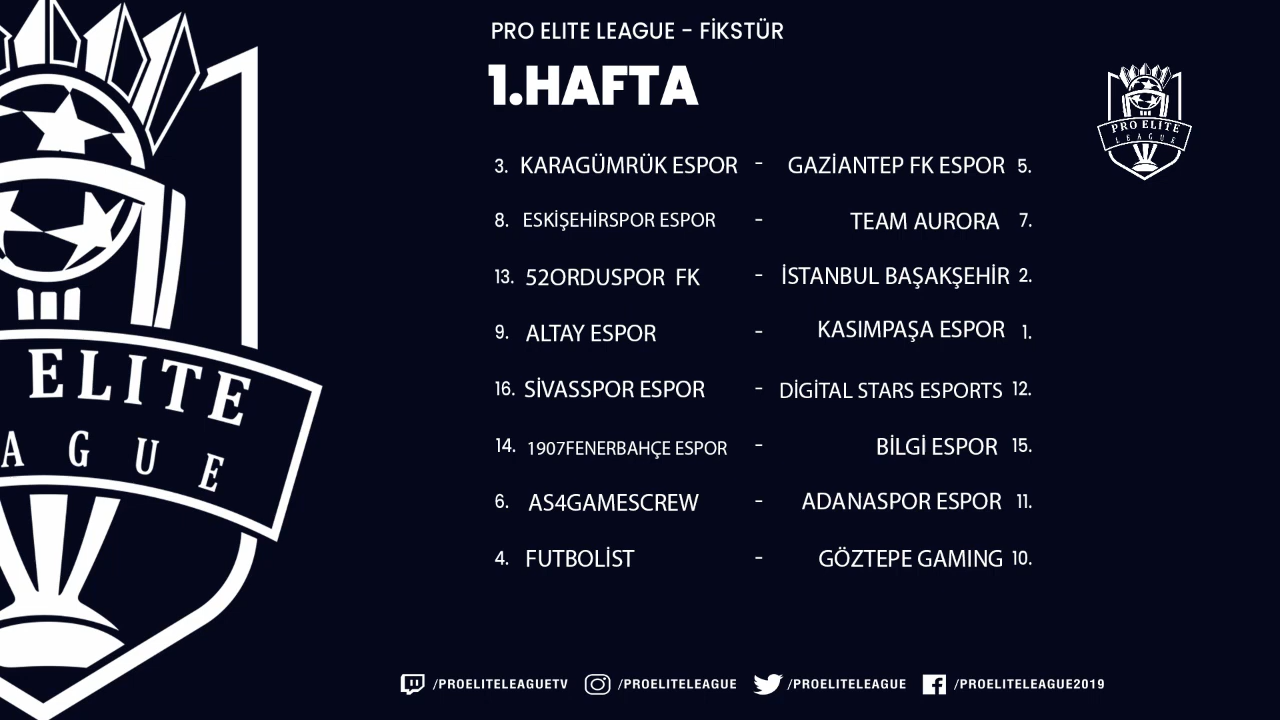 PRO ELITE LEAGUE - FİKSTÜR
1.HAFTA
PRO ELITE
LEAGUE
3. KARAGÜMRÜK ESPOR - GAZİANTEP FK ESPOR 5.
8. ESKİŞEHİRSPOR ESPOR - TEAM AURORA 7.
13. 52ORDUSPOR FK - İSTANBUL BAŞAKŞEHİR 2.
9. ALTAY ESPOR - KASIMPAŞA ESPOR 1.
16. SİVASSPOR ESPOR - DİGİTAL STARS ESPORTS 12.
14. 1907FENERBAHÇE ESPOR - BİLGİ ESPOR 15.
6. AS4GAMESCREW - ADANASPOR ESPOR 11.
4. FUTBOLİST - GÖZTEPE GAMING 10.
ELITE
AGUE
/PROELITELEAGUETV /PROELITELEAGUE /PROELITELEAGUE /PROELITELEAGUE2019